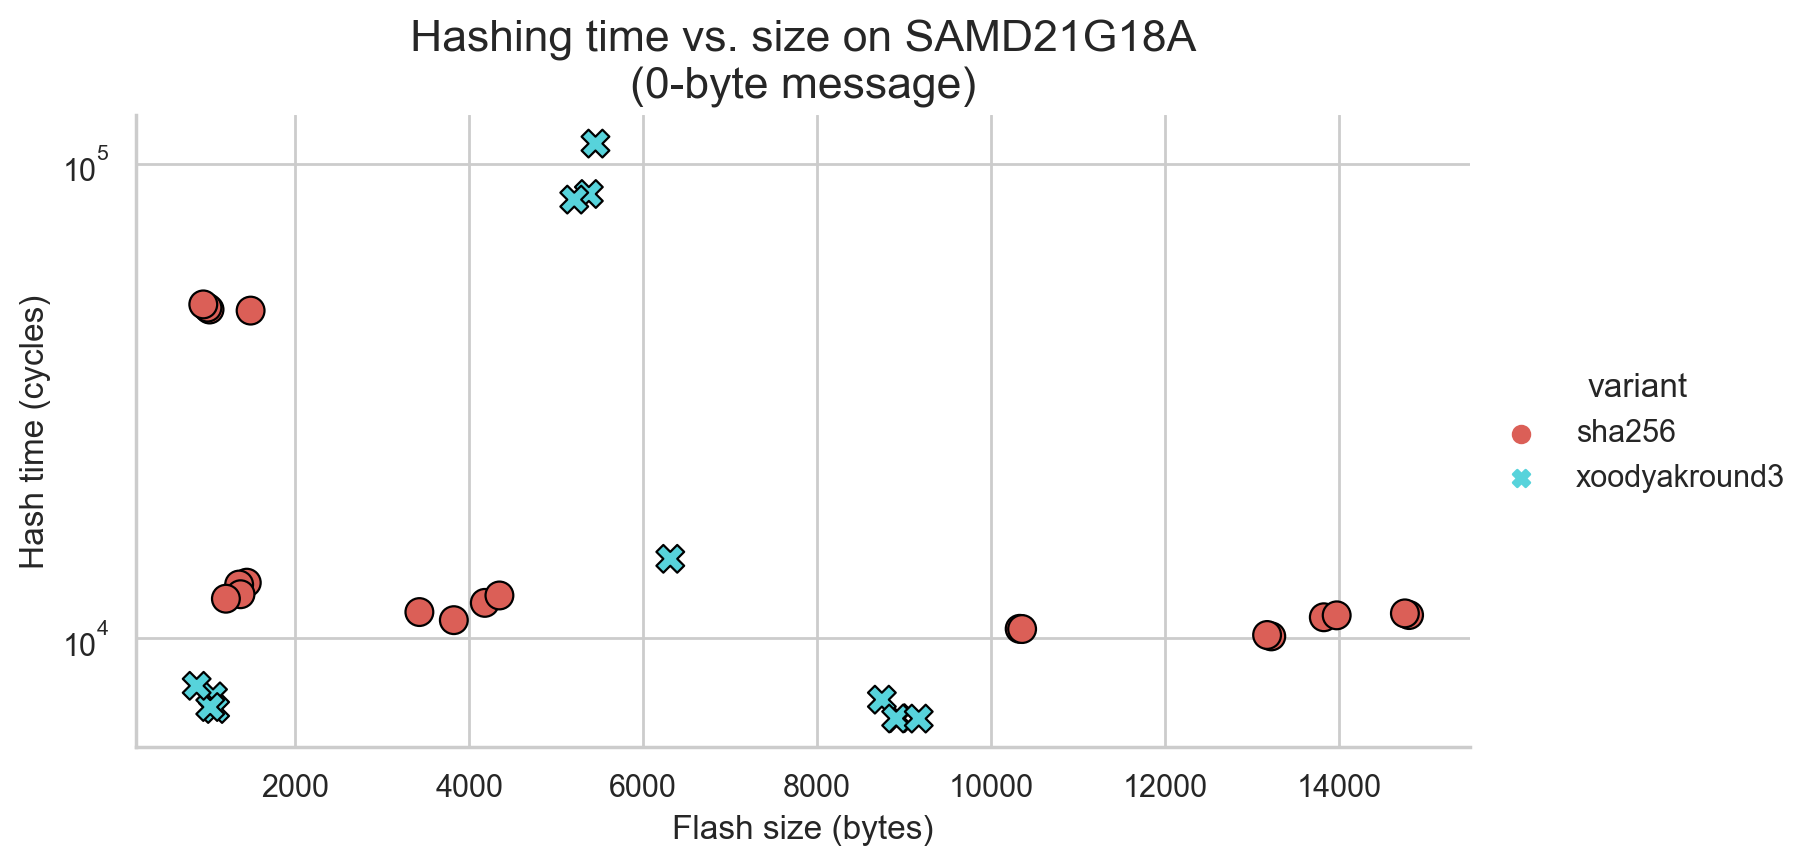 Hashing time vs. size on SAMD21G18A
(0-byte message)
10^5
10^4
Hash time (cycles)
2000 4000 6000 8000 10000 12000 14000
Flash size (bytes)
variant
sha256
xoodyakround3